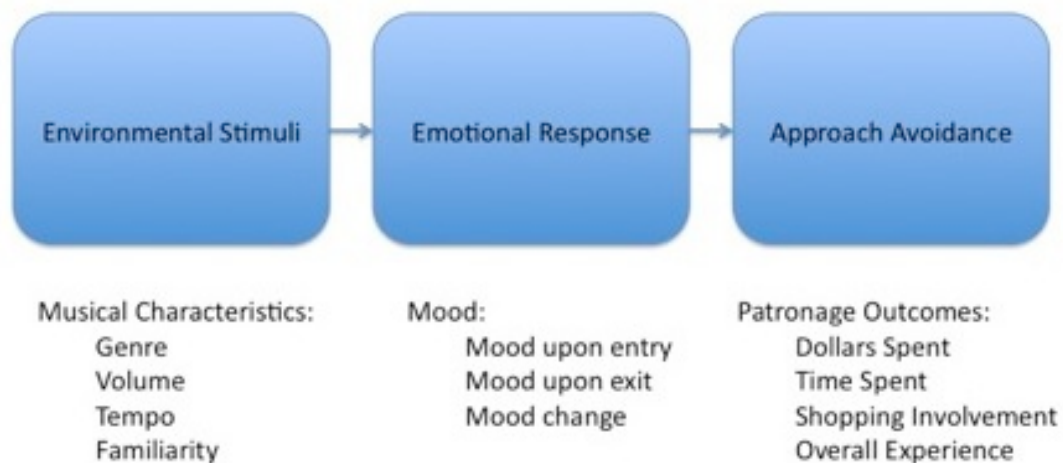 Environmental Stimuli
Emotional Response
Approach Avoidance
Musical Characteristics:
Genre
Volume
Tempo
Familiarity
Mood:
Mood upon entry
Mood upon exit
Mood change
Patronage Outcomes:
Dollars Spent
Time Spent
Shopping Involvement
Overall Experience